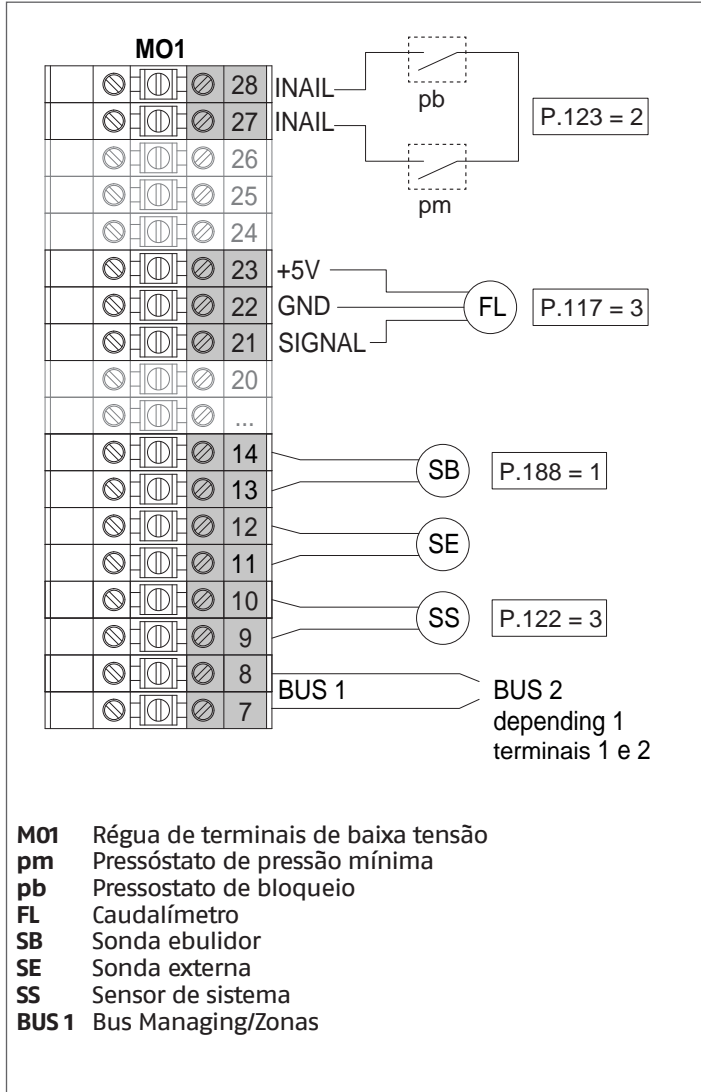 MO1
28 INAIL
pb
27 INAIL
P.123 = 2
26
pm
25
24
23 +5V
22 GND FL P.117 = 3
21 SIGNAL
20
...
14
SB P.188 = 1
13
12
SE
11
10
SS P.122 = 3
9
8
BUS 1 BUS 2
7
depending 1
terminais 1 e 2
M01 Régua de terminais de baixa tensão
pm Pressóstato de pressão mínima
pb Pressostato de bloqueio
FL Caudalímetro
SB Sonda ebulidor
SE Sonda externa
SS Sensor de sistema
BUS 1 Bus Managing/Zonas